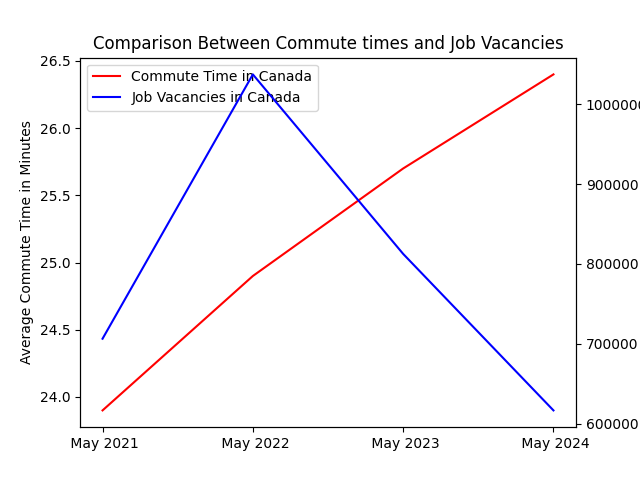 Comparison Between Commute times and Job Vacancies
Commute Time in Canada
Job Vacancies in Canada
Average Commute Time in Minutes
26.5
26.0
25.5
25.0
24.5
24.0
1000000
900000
800000
700000
600000
May 2021
May 2022
May 2023
May 2024